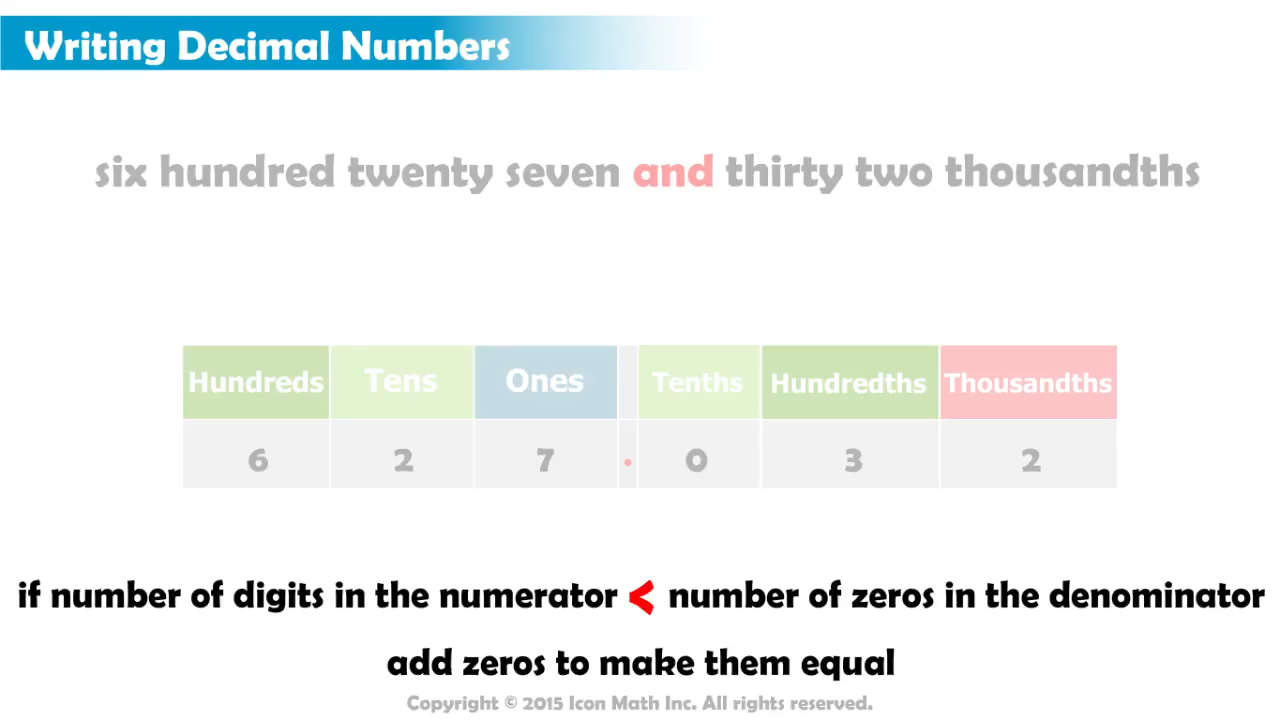 Writing Decimal Numbers
six hundred twenty seven and thirty two thousandths
Hundreds Tens Ones Tenths Hundredths Thousandths
6 2 7 . 0 3 2
if number of digits in the numerator < number of zeros in the denominator
add zeros to make them equal
Copyright © 2015 Icon Math Inc. All rights reserved.